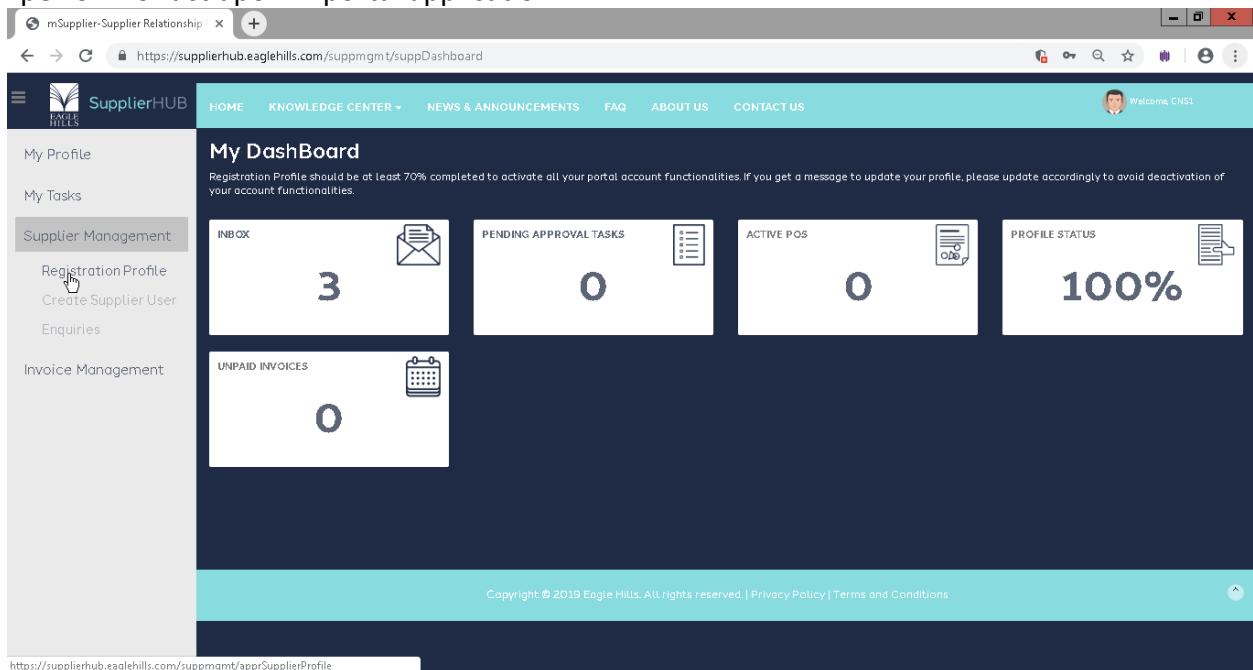 mSupplier-Supplier Relationship
https://supplierhub.eaglehills.com/suppmgmt/suppDashboard
EAGLE HILLS
SupplierHUB
HOME KNOWLEDGE CENTER NEWS & ANNOUNCEMENTS FAQ ABOUT US CONTACT US
Welcome, CNS1
My Profile
My Tasks
Supplier Management
Registration Profile
Create Supplier User
Enquiries
Invoice Management
My DashBoard
Registration Profile should be at least 70% completed to activate all your portal account functionalities. If you get a message to update your profile, please update accordingly to avoid deactivation of
your account functionalities.
INBOX
3
PENDING APPROVAL TASKS
0
ACTIVE POS
0
PROFILE STATUS
100%
UNPAID INVOICES
0
Copyright © 2019 Eagle Hills. All rights reserved. | Privacy Policy | Terms and Conditions
https://supplierhub.eaglehills.com/suppmgmt/apprSupplierProfile